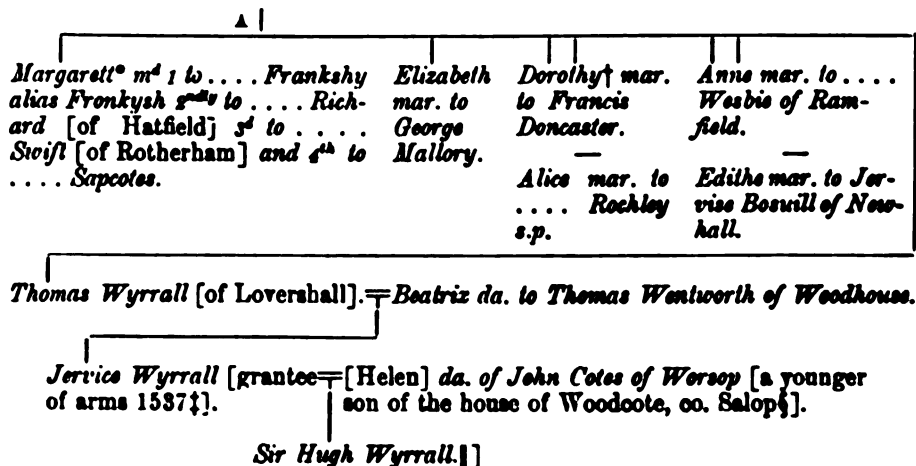 A
Margarett* mᵈ 1 to .... Frankshy
alias Fronkysh 2ⁿᵈˡʸ to .... Rich-
ard [of Hatfield] 3ᵈ to .....
Swift [of Rotherham] and 4ᵗʰ to
.... Sapcotes.
Elizabeth
mar. to
George
Mallory.
Dorothy† mar.
to Francis
Doncaster.
—
Alice mar. to
.... Rochley
s.p.
Anne mar. to ....
Wesbie of Ram-
field.
—
Edithe mar. to Jer-
vise Bosuill of New-
hall.
Thomas Wyrrall [of Lovershall].=Beatrix da. to Thomas Wentworth of Woodhouse.
Jervice Wyrrall [grantee=[Helen] da. of John Cotes of Worsop [a younger
of arms 1537‡]. son of the house of Woodcote, co. Salop§].
Sir Hugh Wyrrall.‖]